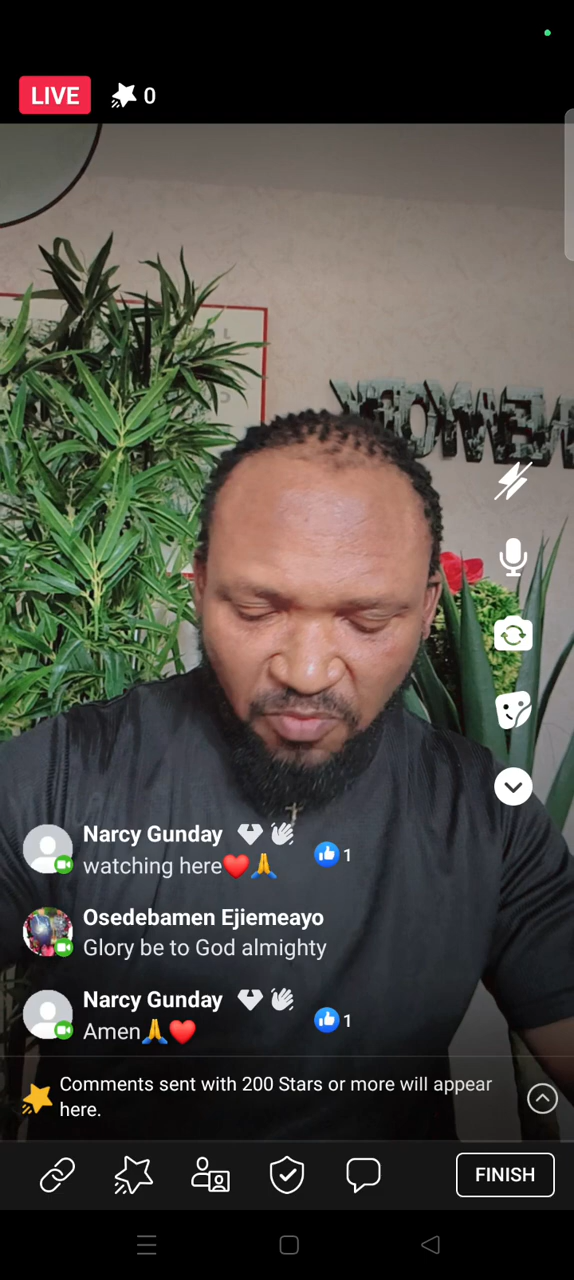 LIVE 0
NEWYORK
Narcy Gunday
watching here❤️🙏 1
Osedebamen Ejiemeayo
Glory be to God almighty
Narcy Gunday
Amen🙏❤️ 1
Comments sent with 200 Stars or more will appear
here.
FINISH